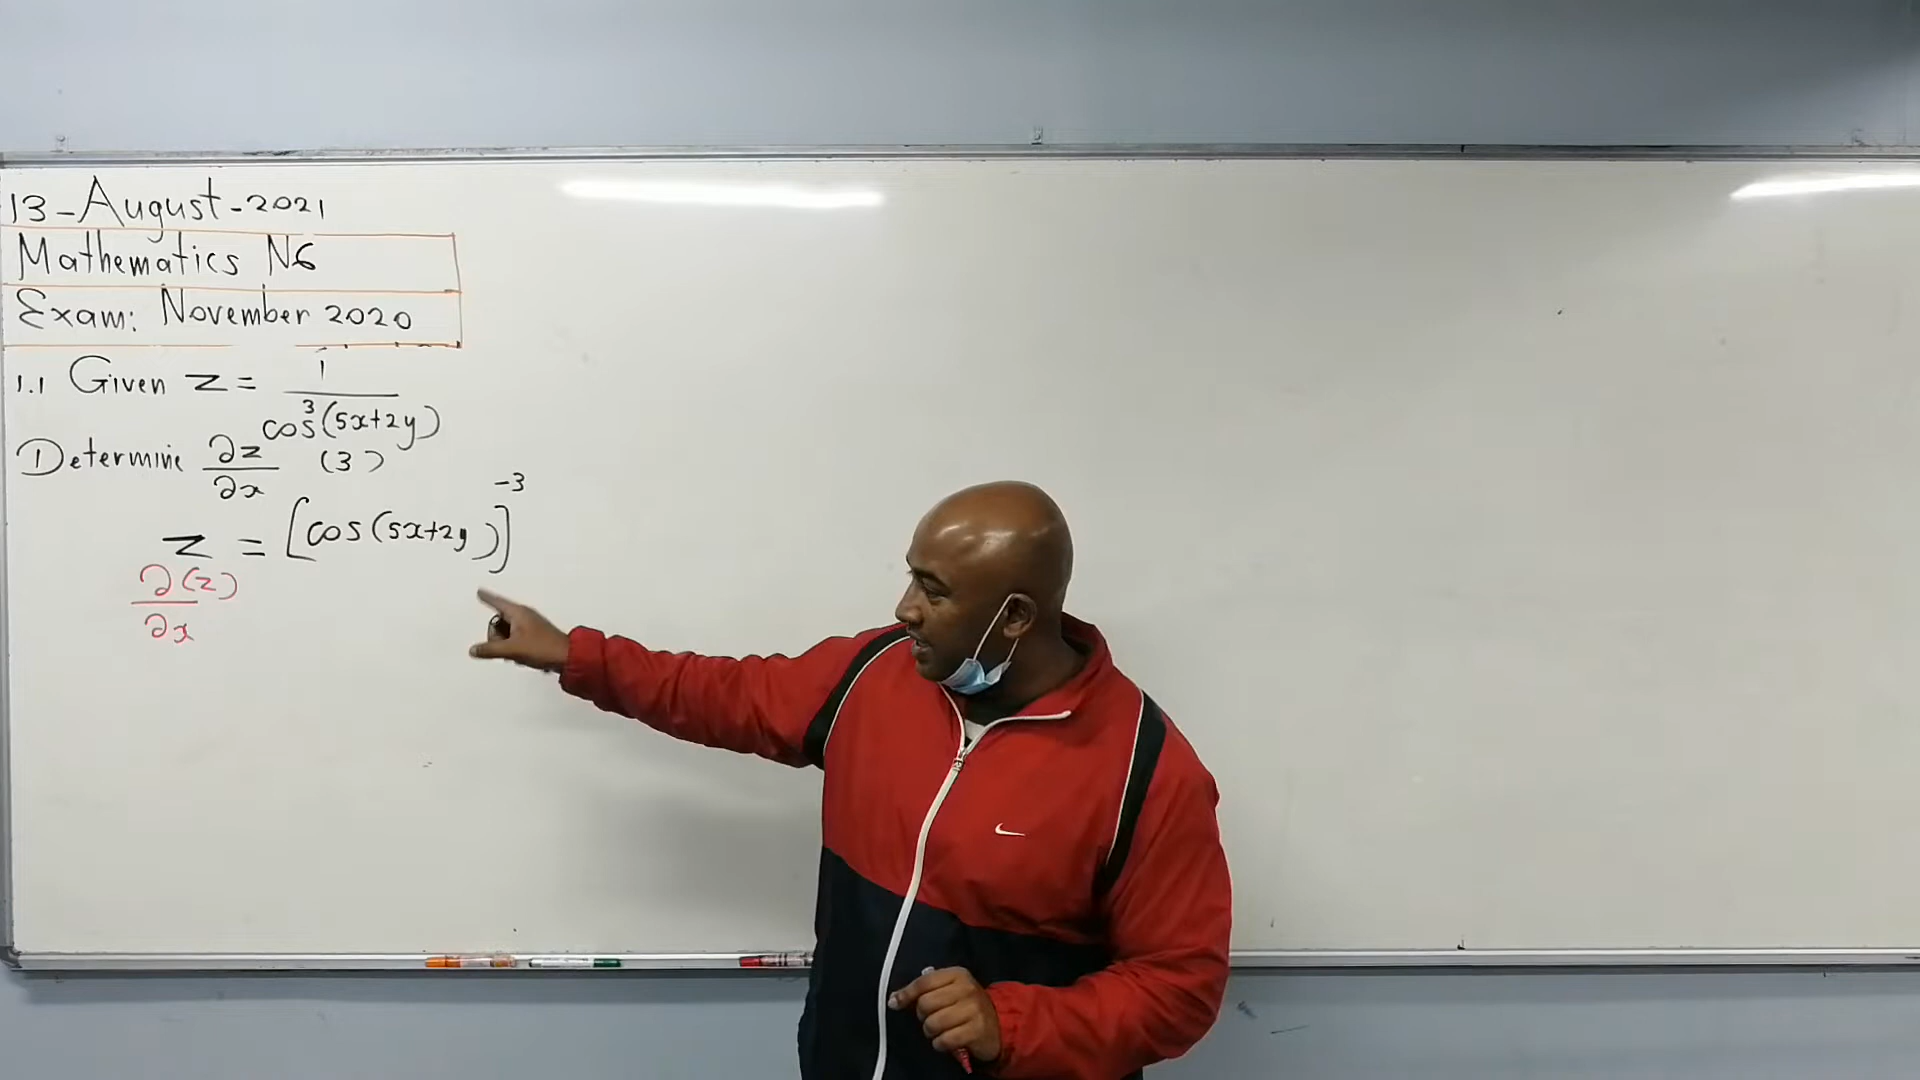 13-August-2021
Mathematics N6
Exam: November 2020
1.1 Given z = 1 / cos³(5x+2y)
Determine ∂z/∂x (3)
z = [cos(5x+2y)]⁻³
∂(z)/∂x